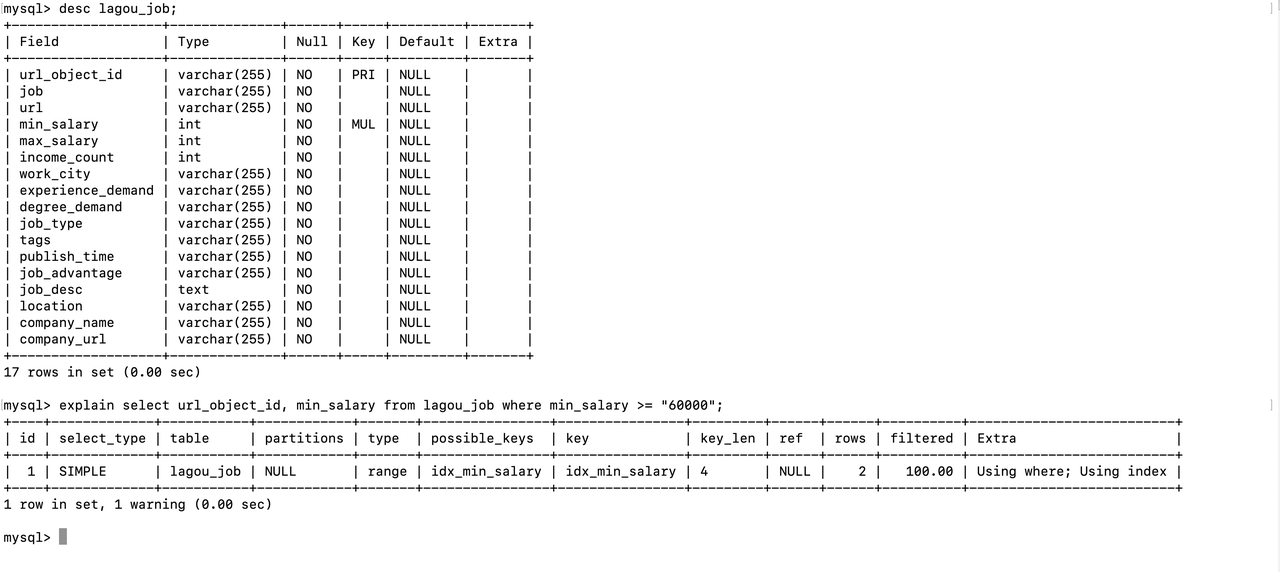 mysql> desc lagou_job;
+-------------------+--------------+------+-----+---------+-------+
| Field             | Type         | Null | Key | Default | Extra |
+-------------------+--------------+------+-----+---------+-------+
| url_object_id     | varchar(255) | NO   | PRI | NULL    |       |
| job               | varchar(255) | NO   |     | NULL    |       |
| url               | varchar(255) | NO   |     | NULL    |       |
| min_salary        | int          | NO   | MUL | NULL    |       |
| max_salary        | int          | NO   |     | NULL    |       |
| income_count      | int          | NO   |     | NULL    |       |
| work_city         | varchar(255) | NO   |     | NULL    |       |
| experience_demand | varchar(255) | NO   |     | NULL    |       |
| degree_demand     | varchar(255) | NO   |     | NULL    |       |
| job_type          | varchar(255) | NO   |     | NULL    |       |
| tags              | varchar(255) | NO   |     | NULL    |       |
| publish_time      | varchar(255) | NO   |     | NULL    |       |
| job_advantage     | varchar(255) | NO   |     | NULL    |       |
| job_desc          | text         | NO   |     | NULL    |       |
| location          | varchar(255) | NO   |     | NULL    |       |
| company_name      | varchar(255) | NO   |     | NULL    |       |
| company_url       | varchar(255) | NO   |     | NULL    |       |
+-------------------+--------------+------+-----+---------+-------+
17 rows in set (0.00 sec)
mysql> explain select url_object_id, min_salary from lagou_job where min_salary >= "60000";
+----+-------------+-----------+------------+-------+----------------+----------------+---------+------+------+----------+--------------------------+
| id | select_type | table     | partitions | type  | possible_keys  | key            | key_len | ref  | rows | filtered | Extra                    |
+----+-------------+-----------+------------+-------+----------------+----------------+---------+------+------+----------+--------------------------+
|  1 | SIMPLE      | lagou_job | NULL       | range | idx_min_salary | idx_min_salary | 4       | NULL |    2 |   100.00 | Using where; Using index |
+----+-------------+-----------+------------+-------+----------------+----------------+---------+------+------+----------+--------------------------+
1 row in set, 1 warning (0.00 sec)
mysql>